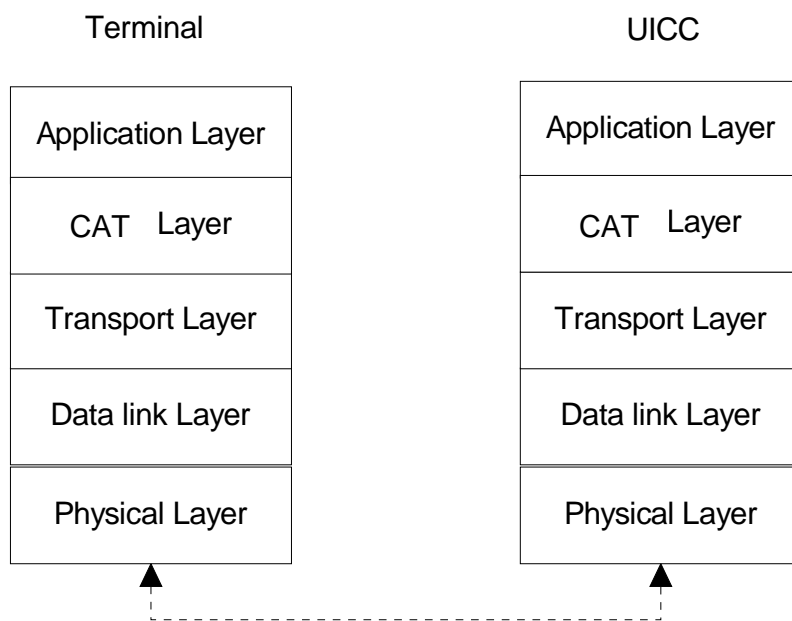 Terminal
UICC
Application Layer
CAT Layer
Transport Layer
Data link Layer
Physical Layer
Application Layer
CAT Layer
Transport Layer
Data link Layer
Physical Layer